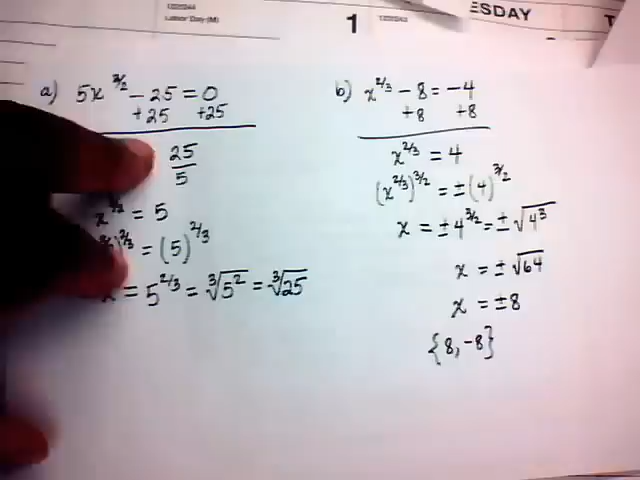 Labor Day (M)
1
ESDAY
T
a) 5x^3/2 - 25 = 0
+25 +25
25
5
= 5
= (5)^2/3
= 5^2/3 = ∛5² = ∛25
b) x^2/3 - 8 = -4
+8 +8
x^2/3 = 4
(x^2/3)^3/2 = ±(4)^3/2
x = ±4^3/2 = ±√4³
x = ±√64
x = ±8
{8, -8}